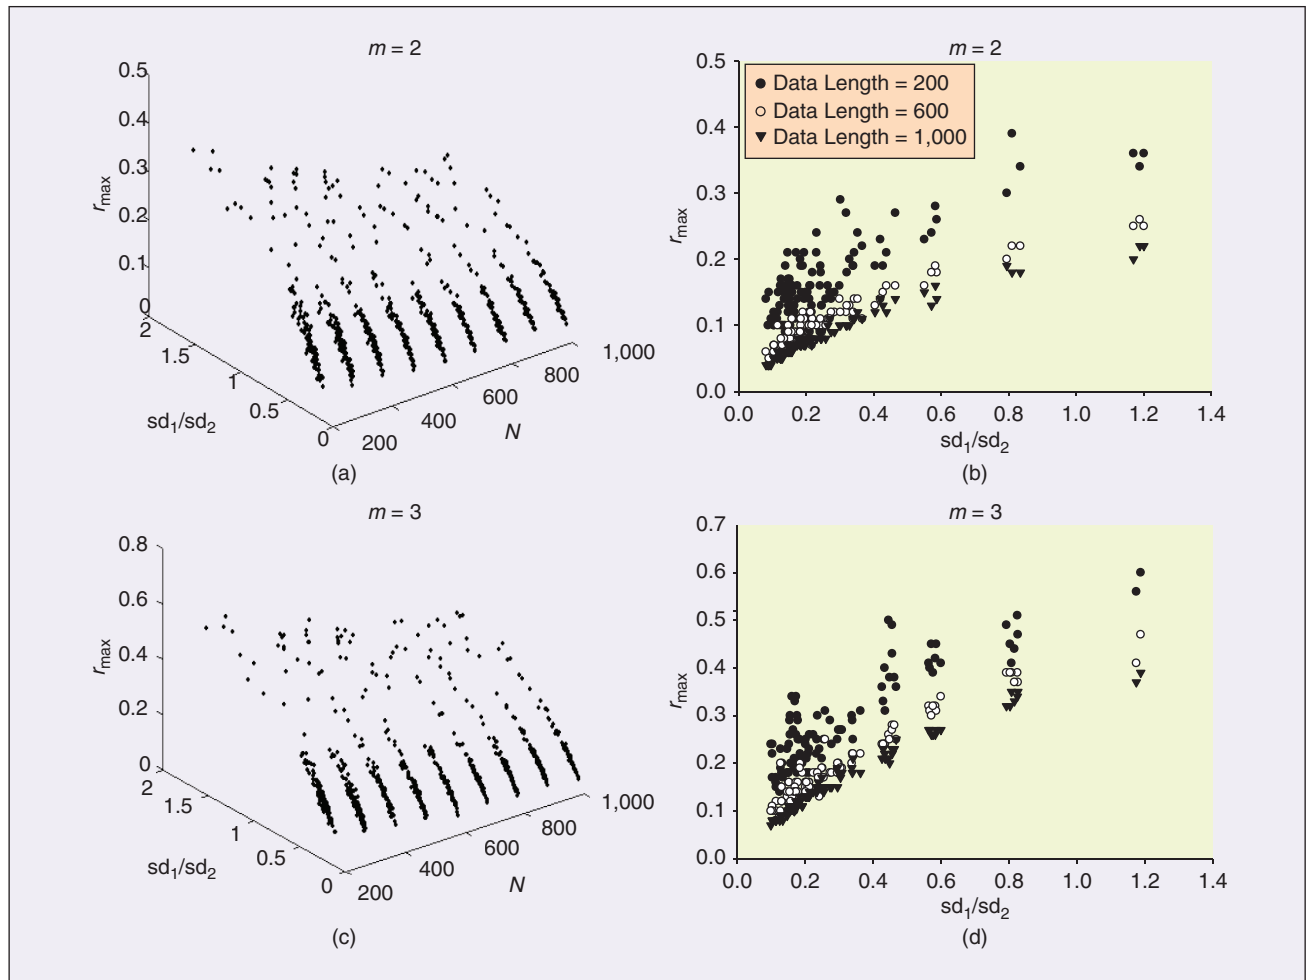 m = 2
0.5
0.4
0.3
0.2
0.1
0
r_max
2
1.5
1
0.5
0
sd1/sd2
200
400
600
800
1,000
N
(a)
m = 2
Data Length = 200
Data Length = 600
Data Length = 1,000
0.5
0.4
0.3
0.2
0.1
0.0
r_max
0.0 0.2 0.4 0.6 0.8 1.0 1.2 1.4
sd1/sd2
(b)
m = 3
0.8
0.6
0.4
0.2
0
r_max
2
1.5
1
0.5
0
sd1/sd2
200
400
600
800
1,000
N
(c)
m = 3
0.7
0.6
0.5
0.4
0.3
0.2
0.1
0.0
r_max
0.0 0.2 0.4 0.6 0.8 1.0 1.2 1.4
sd1/sd2
(d)